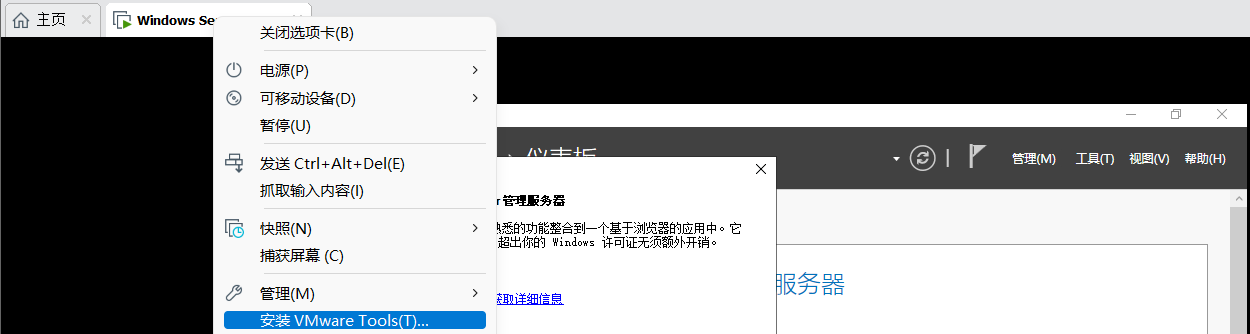 主页
Windows Se
关闭选项卡(B)
电源(P)
可移动设备(D)
暂停(U)
发送 Ctrl+Alt+Del(E)
抓取输入内容(I)
快照(N)
捕获屏幕 (C)
管理(M)
安装 VMware Tools(T)...
仪表板
管理(M) 工具(T) 视图(V) 帮助(H)
管理服务器
悉的功能整合到一个基于浏览器的应用中。它
超出你的 Windows 许可证无须额外开销。
获取详细信息
服务器